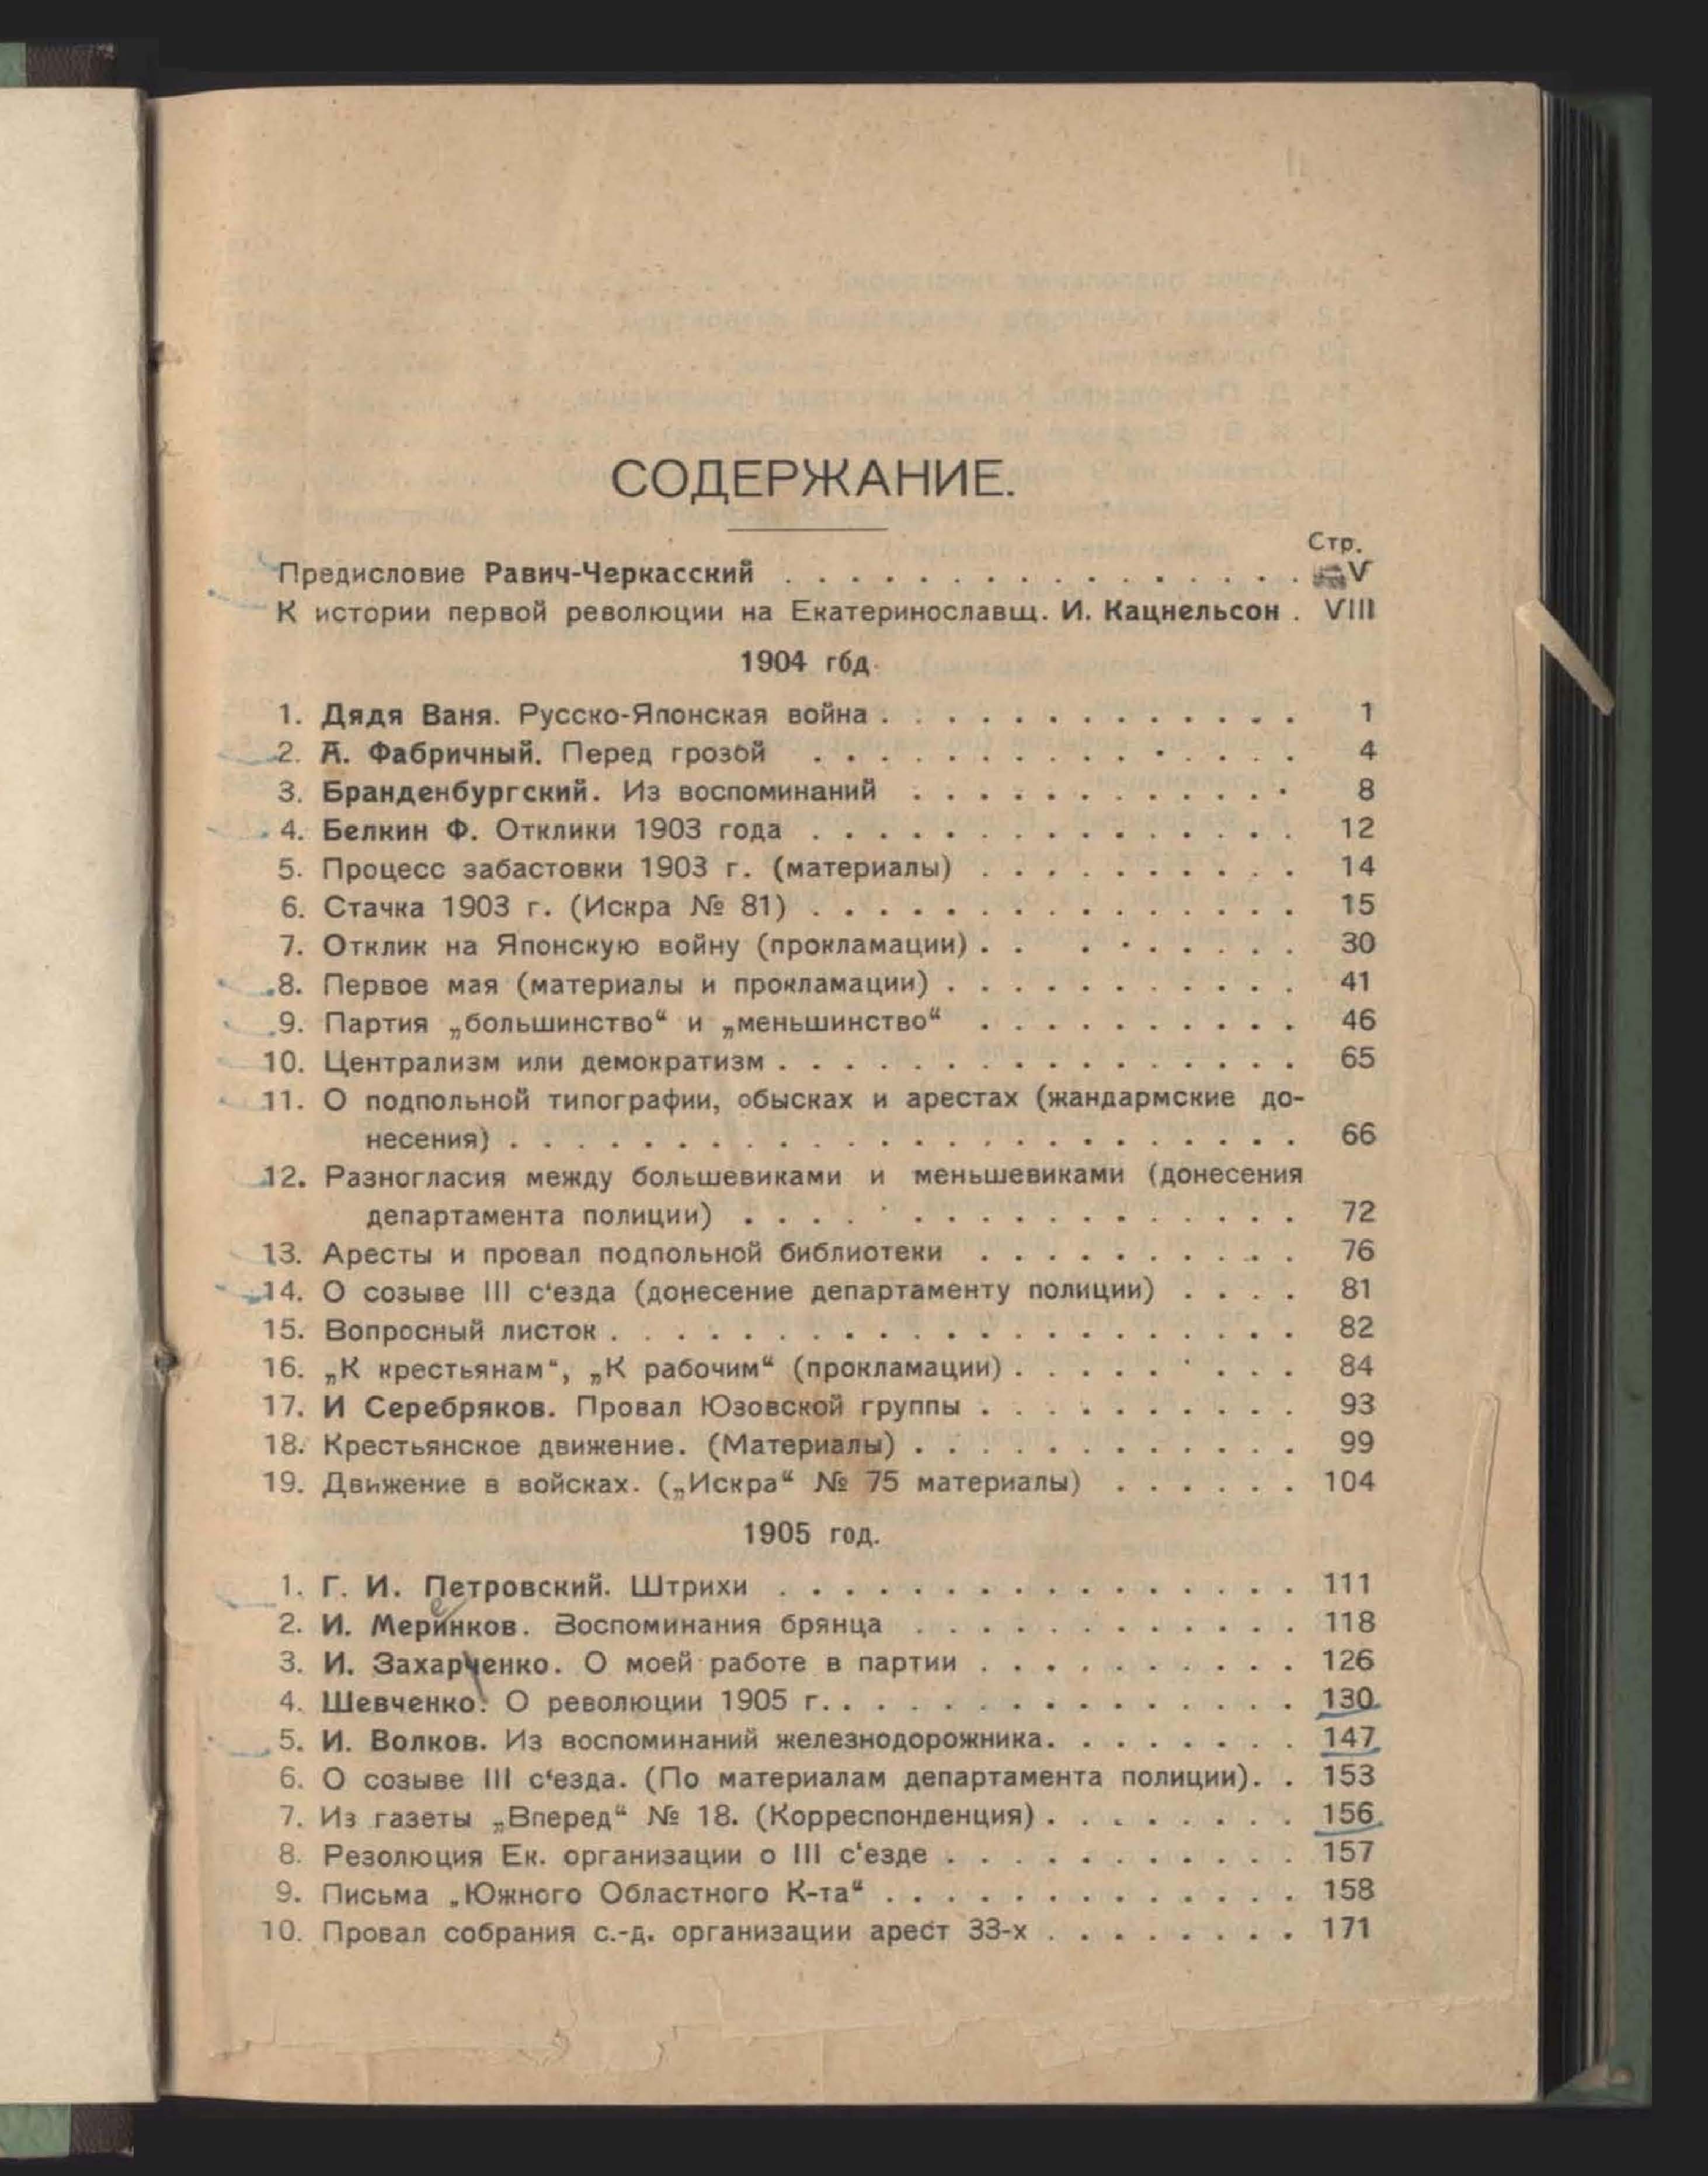 СОДЕРЖАНИЕ.
Стр.
Предисловие Равич-Черкасский . . . . . . . . . . . . . . . . V
К истории первой революции на Екатеринославщ. И. Кацнельсон . VIII
1904 год.
1. Дядя Ваня. Русско-Японская война . . . . . . . . . . . . . 1
2. А. Фабричный. Перед грозой . . . . . . . . . . . . . . . 4
3. Бранденбургский. Из воспоминаний . . . . . . . . . . . . 8
4. Белкин Ф. Отклики 1903 года . . . . . . . . . . . . . . . 12
5. Процесс забастовки 1903 г. (материалы) . . . . . . . . . . 14
6. Стачка 1903 г. (Искра № 81) . . . . . . . . . . . . . . . 15
7. Отклик на Японскую войну (прокламации) . . . . . . . . . 30
8. Первое мая (материалы и прокламации) . . . . . . . . . . . 41
9. Партия „большинство“ и „меньшинство“ . . . . . . . . . . 46
10. Централизм или демократизм . . . . . . . . . . . . . . . . 65
11. О подпольной типографии, обысках и арестах (жандармские до-
несения) . . . . . . . . . . . . . . . . . . . . . . . . 66
12. Разногласия между большевиками и меньшевиками (донесения
департамента полиции) . . . . . . . . . . . . . . . . . 72
13. Аресты и провал подпольной библиотеки . . . . . . . . . . 76
14. О созыве III с‘езда (донесение департаменту полиции) . . . . 81
15. Вопросный листок . . . . . . . . . . . . . . . . . . . . . 82
16. „К крестьянам“, „К рабочим“ (прокламации) . . . . . . . . . 84
17. И Серебряков. Провал Юзовской группы . . . . . . . . . . 93
18. Крестьянское движение. (Материалы) . . . . . . . . . . . . 99
19. Движение в войсках. („Искра“ № 75 материалы) . . . . . . 104
1905 год.
1. Г. И. Петровский. Штрихи . . . . . . . . . . . . . . . . 111
2. И. Меринков. Воспоминания брянца . . . . . . . . . . . . 118
3. И. Захарченко. О моей работе в партии . . . . . . . . . . 126
4. Шевченко. О революции 1905 г. . . . . . . . . . . . . . . . 130
5. И. Волков. Из воспоминаний железнодорожника. . . . . . . . 147
6. О созыве III с‘езда. (По материалам департамента полиции). . 153
7. Из газеты „Вперед“ № 18. (Корреспонденция) . . . . . . . . 156
8. Резолюция Ек. организации о III с‘езде . . . . . . . . . . . 157
9. Письма „Южного Областного К-та“ . . . . . . . . . . . . . 158
10. Провал собрания с.-д. организации арест 33-х . . . . . . . . 171